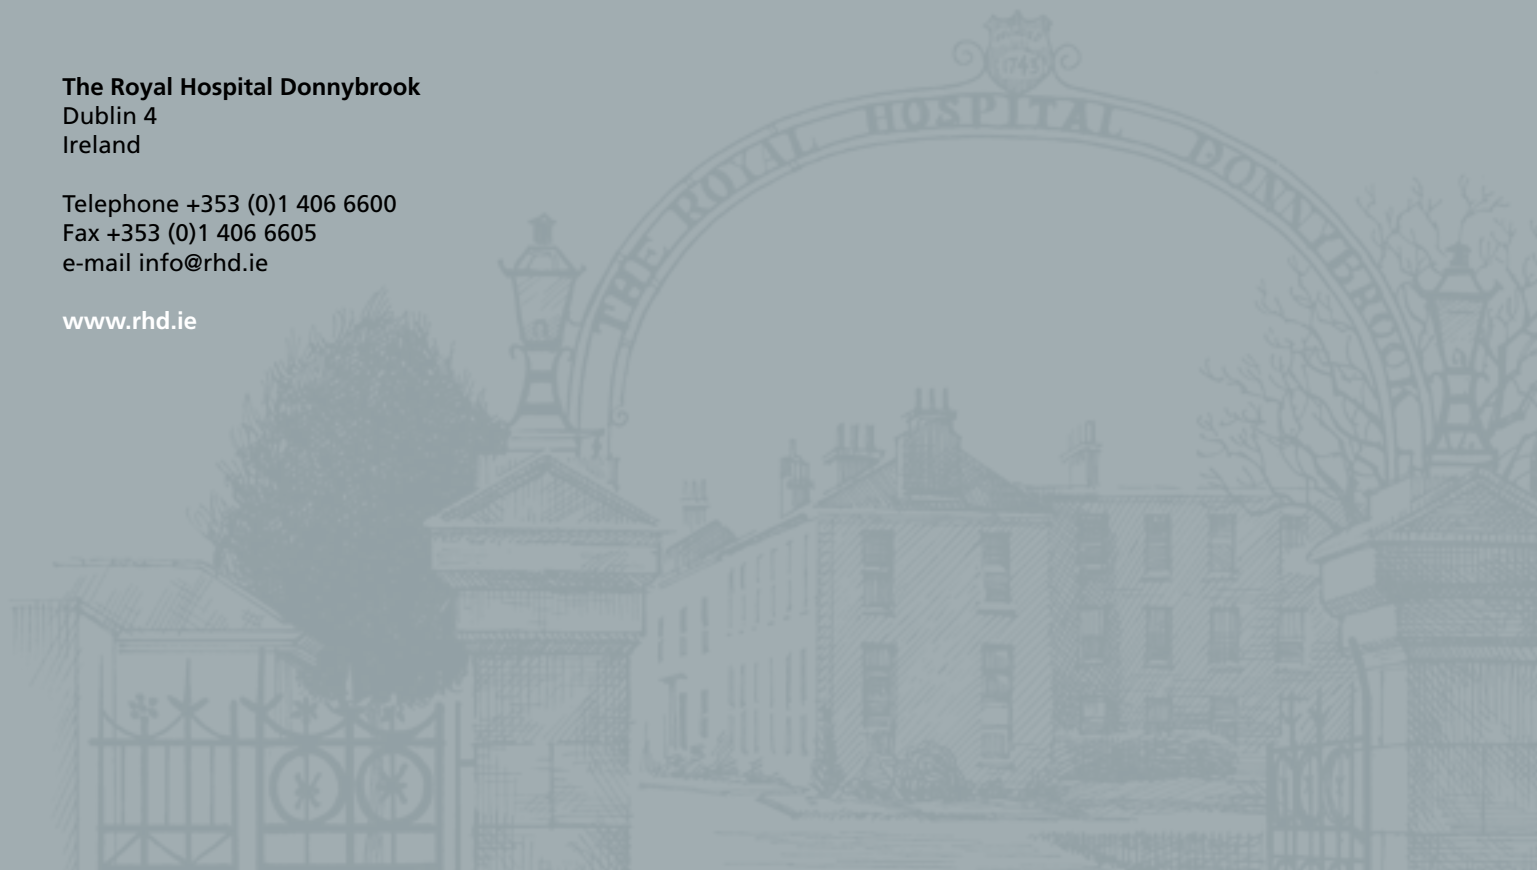 The Royal Hospital Donnybrook
Dublin 4
Ireland
Telephone +353 (0)1 406 6600
Fax +353 (0)1 406 6605
e-mail info@rhd.ie
www.rhd.ie
1743
THE ROYAL HOSPITAL DONNYBROOK